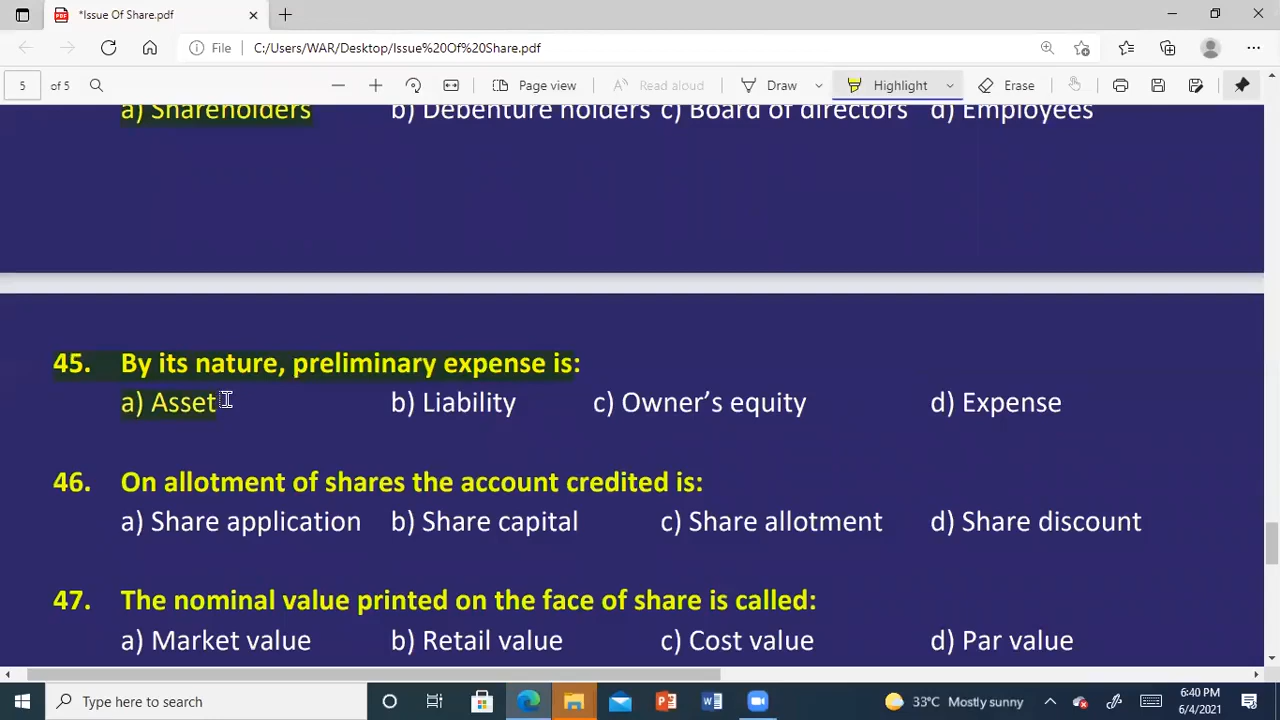 *Issue Of Share.pdf
File C:/Users/WAR/Desktop/Issue%20Of%20Share.pdf
5 of 5 Page view Read aloud Draw Highlight Erase
a) Shareholders b) Debenture holders c) Board of directors d) Employees
45. By its nature, preliminary expense is:
a) Asset b) Liability c) Owner’s equity d) Expense
46. On allotment of shares the account credited is:
a) Share application b) Share capital c) Share allotment d) Share discount
47. The nominal value printed on the face of share is called:
a) Market value b) Retail value c) Cost value d) Par value
Type here to search 33°C Mostly sunny 6:40 PM
6/4/2021